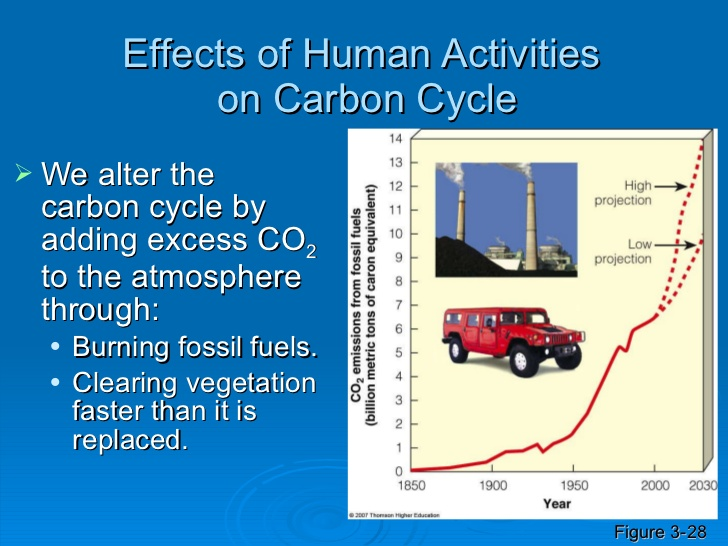 Effects of Human Activities
on Carbon Cycle
We alter the
carbon cycle by
adding excess CO2
to the atmosphere
through:
Burning fossil fuels.
Clearing vegetation
faster than it is
replaced.
CO2 emissions from fossil fuels
(billion metric tons of caron equivalent)
14
13
12
11
10
9
8
7
6
5
4
3
2
1
0
High
projection
Low
projection
1850
1900
1950
2000
2030
Year
© 2007 Thomson Higher Education
Figure 3-28